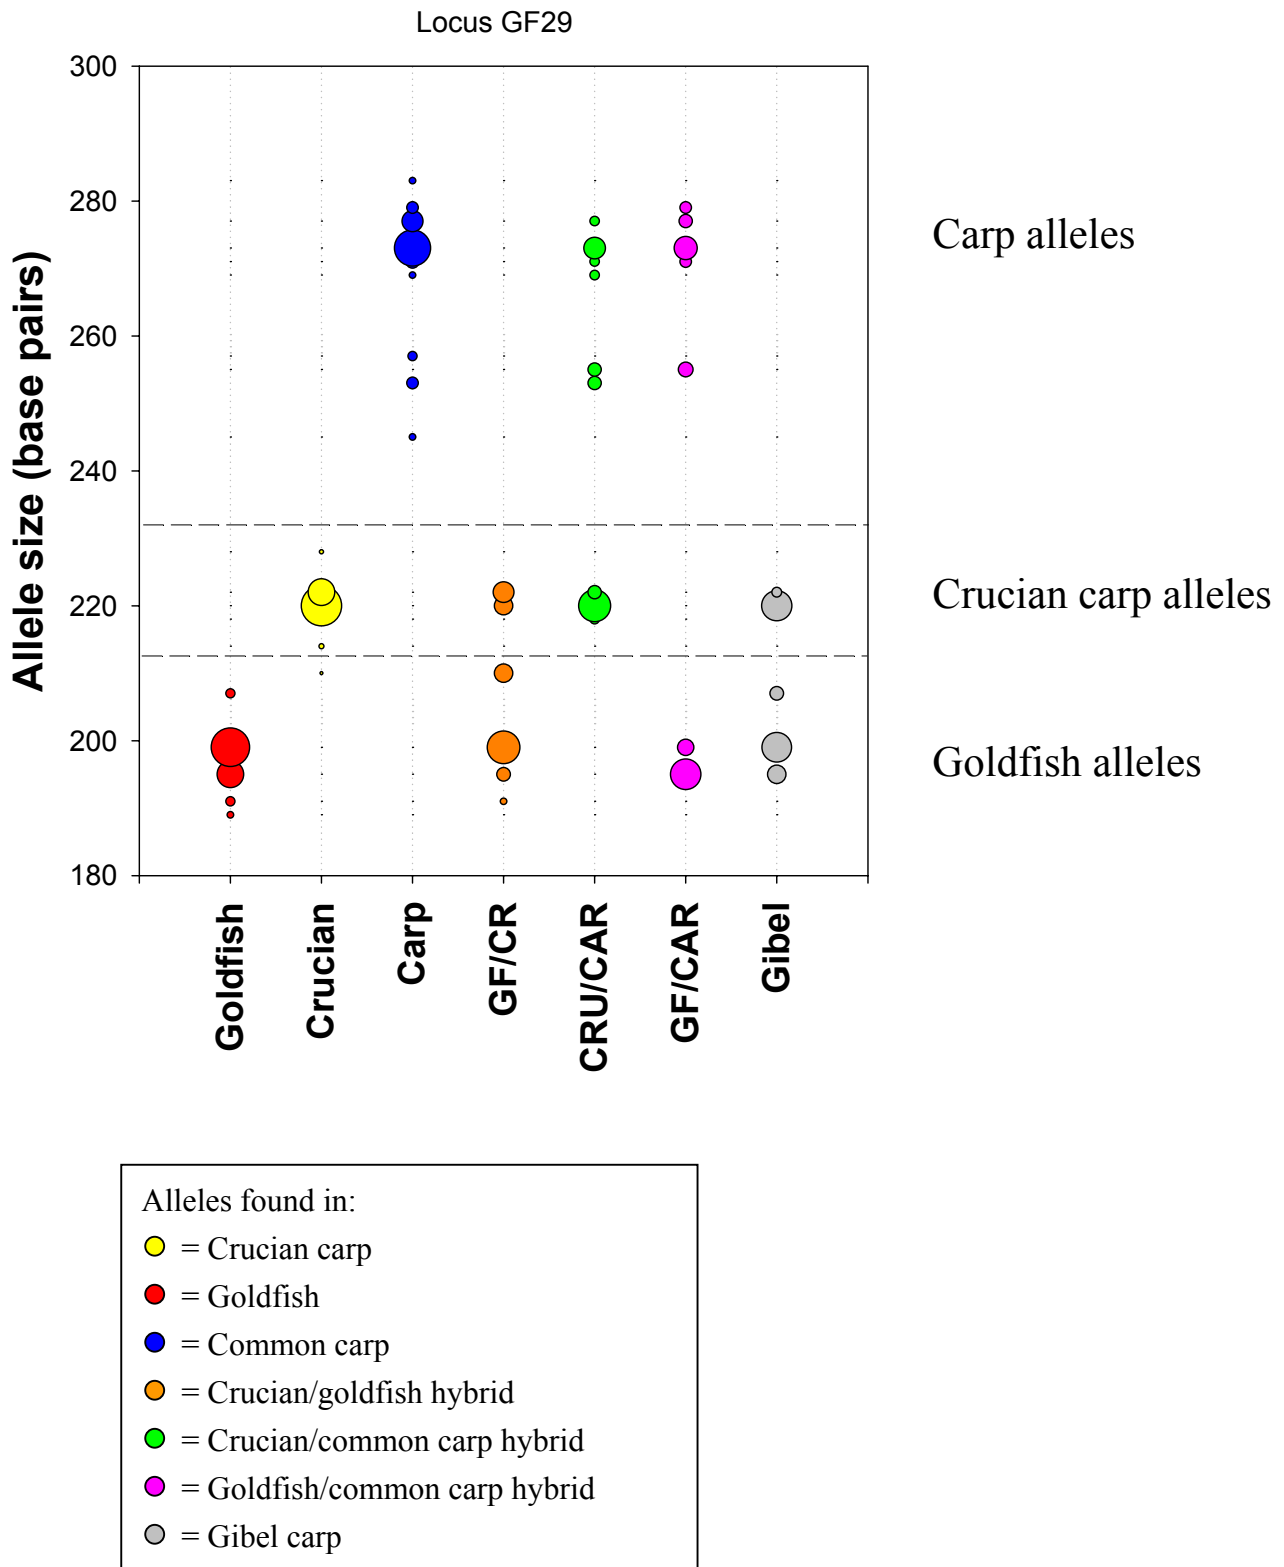 Locus GF29
300
280
260
240
220
200
180
Allele size (base pairs)
Carp alleles
Crucian carp alleles
Goldfish alleles
Goldfish
Crucian
Carp
GF/CR
CRU/CAR
GF/CAR
Gibel
Alleles found in:
= Crucian carp
= Goldfish
= Common carp
= Crucian/goldfish hybrid
= Crucian/common carp hybrid
= Goldfish/common carp hybrid
= Gibel carp